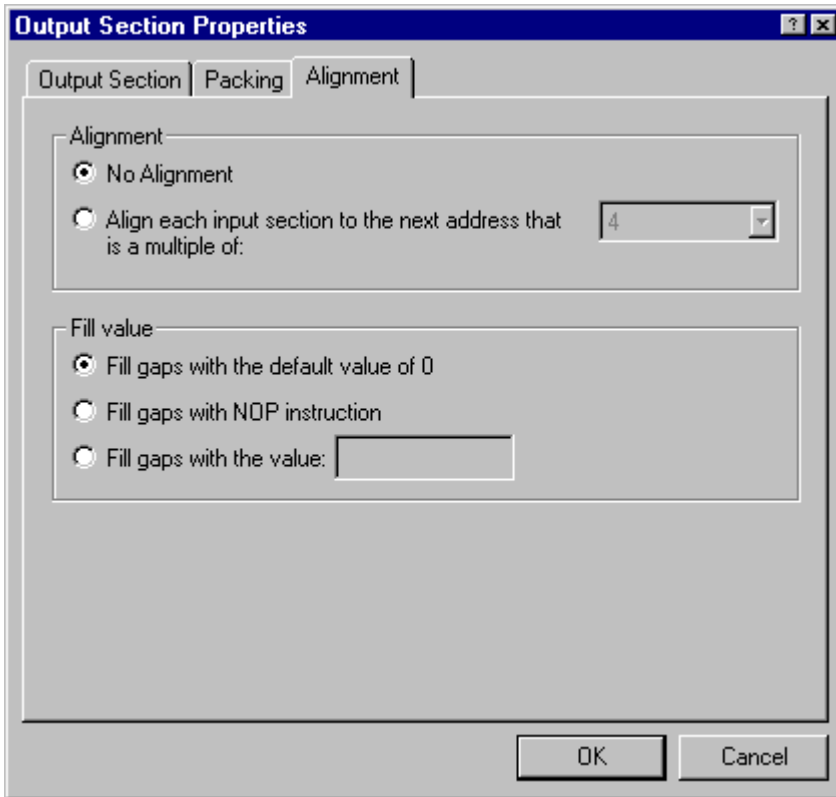 Output Section Properties
Output Section Packing Alignment
Alignment
No Alignment
Align each input section to the next address that
is a multiple of:
4
Fill value
Fill gaps with the default value of 0
Fill gaps with NOP instruction
Fill gaps with the value:
OK Cancel